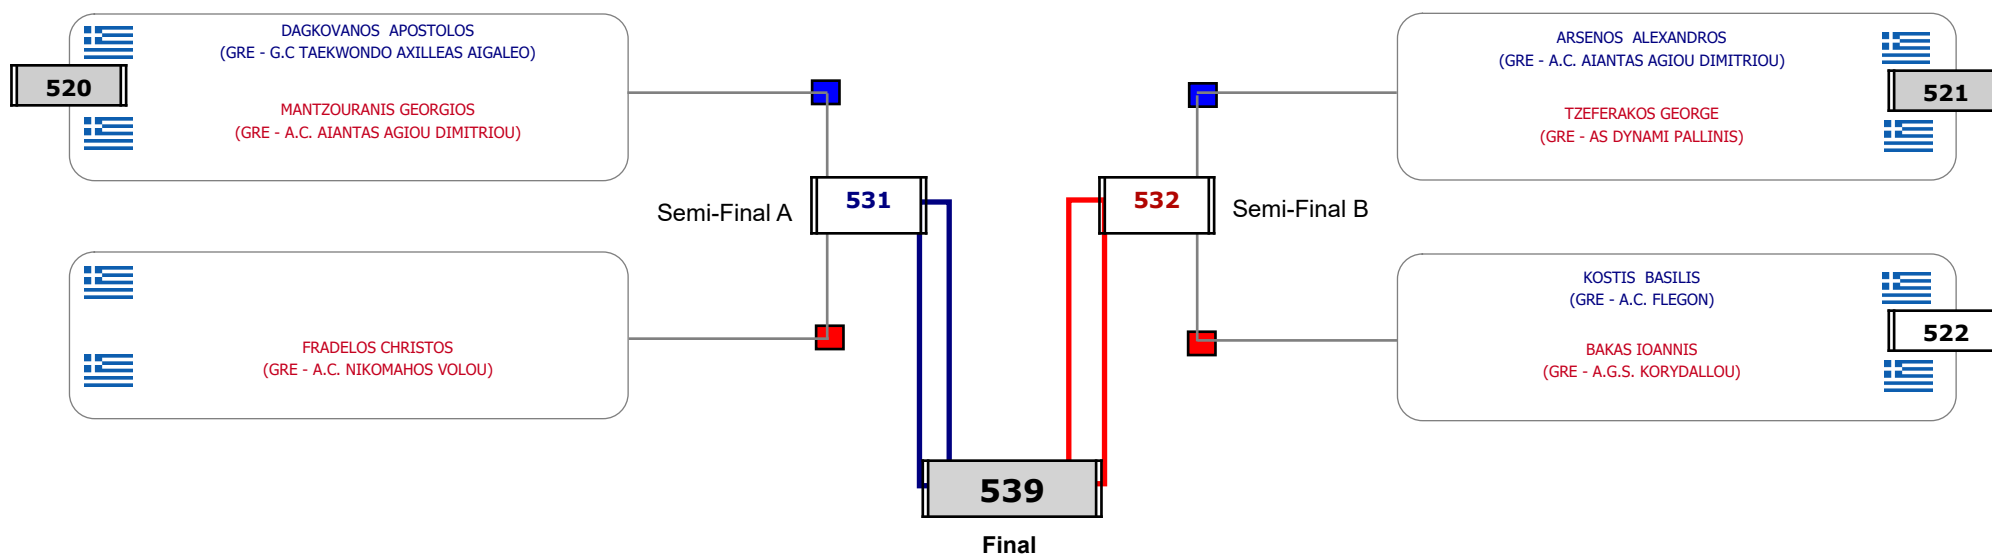 DAGKOVANOS APOSTOLOS
(GRE - G.C TAEKWONDO AXILLEAS AIGALEO)
520
MANTZOURANIS GEORGIOS
(GRE - A.C. AIANTAS AGIOU DIMITRIOU)
ARSENOS ALEXANDROS
(GRE - A.C. AIANTAS AGIOU DIMITRIOU)
521
TZEFERAKOS GEORGE
(GRE - AS DYNAMI PALLINIS)
Semi-Final A
531
532
Semi-Final B
FRADELOS CHRISTOS
(GRE - A.C. NIKOMAHOS VOLOU)
KOSTIS BASILIS
(GRE - A.C. FLEGON)
522
BAKAS IOANNIS
(GRE - A.G.S. KORYDALLOU)
539
Final